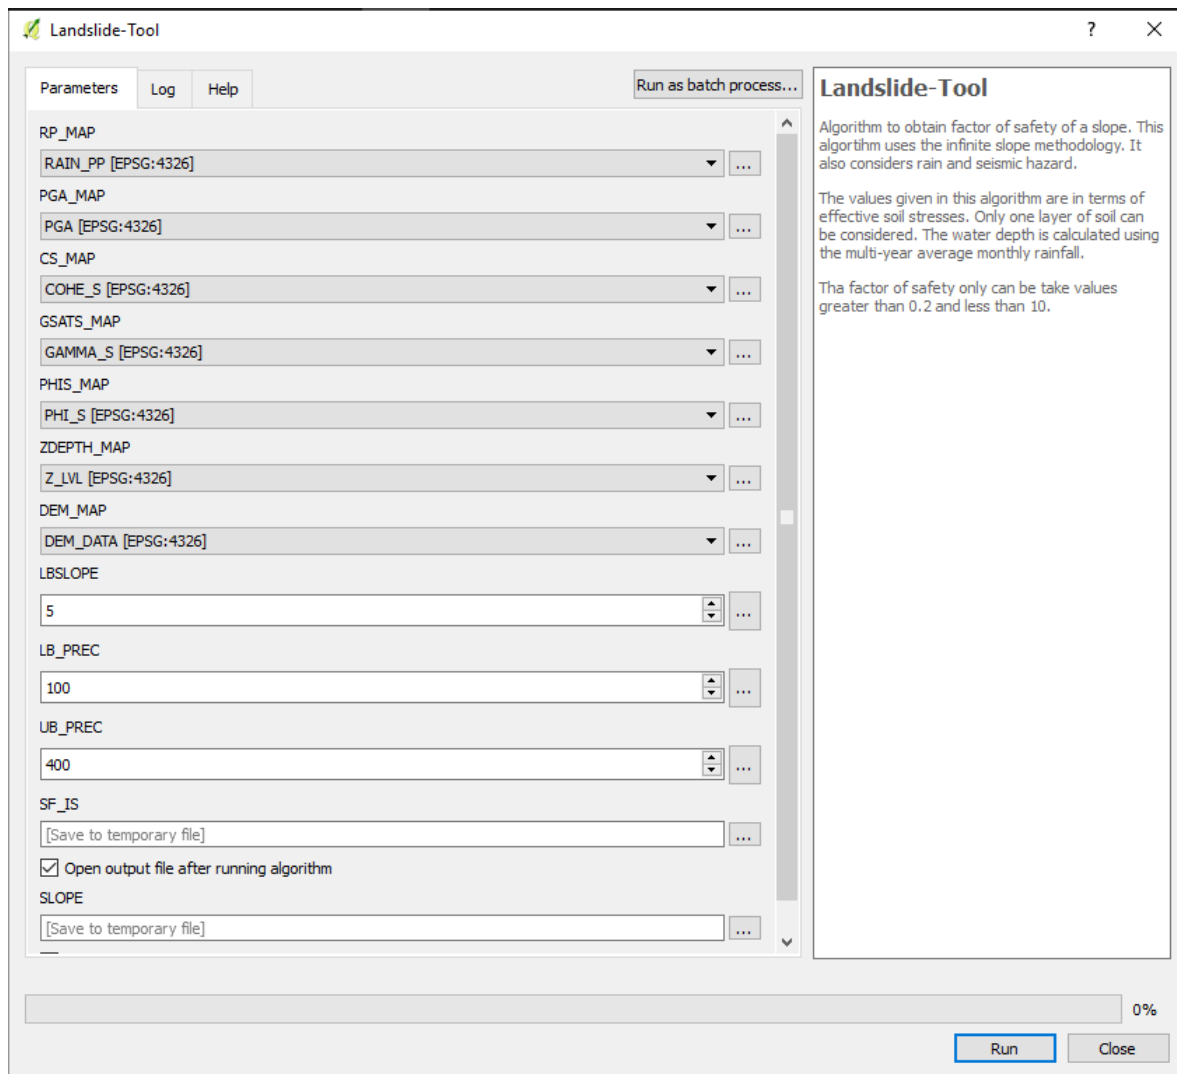 Landslide-Tool
?
Parameters
Log
Help
Run as batch process...
RP_MAP
RAIN_PP [EPSG:4326]
...
PGA_MAP
PGA [EPSG:4326]
...
CS_MAP
COHE_S [EPSG:4326]
...
GSATS_MAP
GAMMA_S [EPSG:4326]
...
PHIS_MAP
PHI_S [EPSG:4326]
...
ZDEPTH_MAP
Z_LVL [EPSG:4326]
...
DEM_MAP
DEM_DATA [EPSG:4326]
...
LBSLOPE
5
...
LB_PREC
100
...
UB_PREC
400
...
SF_IS
[Save to temporary file]
...
Open output file after running algorithm
SLOPE
[Save to temporary file]
...
Landslide-Tool
Algorithm to obtain factor of safety of a slope. This
algortihm uses the infinite slope methodology. It
also considers rain and seismic hazard.
The values given in this algorithm are in terms of
effective soil stresses. Only one layer of soil can
be considered. The water depth is calculated using
the multi-year average monthly rainfall.
Tha factor of safety only can be take values
greater than 0.2 and less than 10.
0%
Run
Close